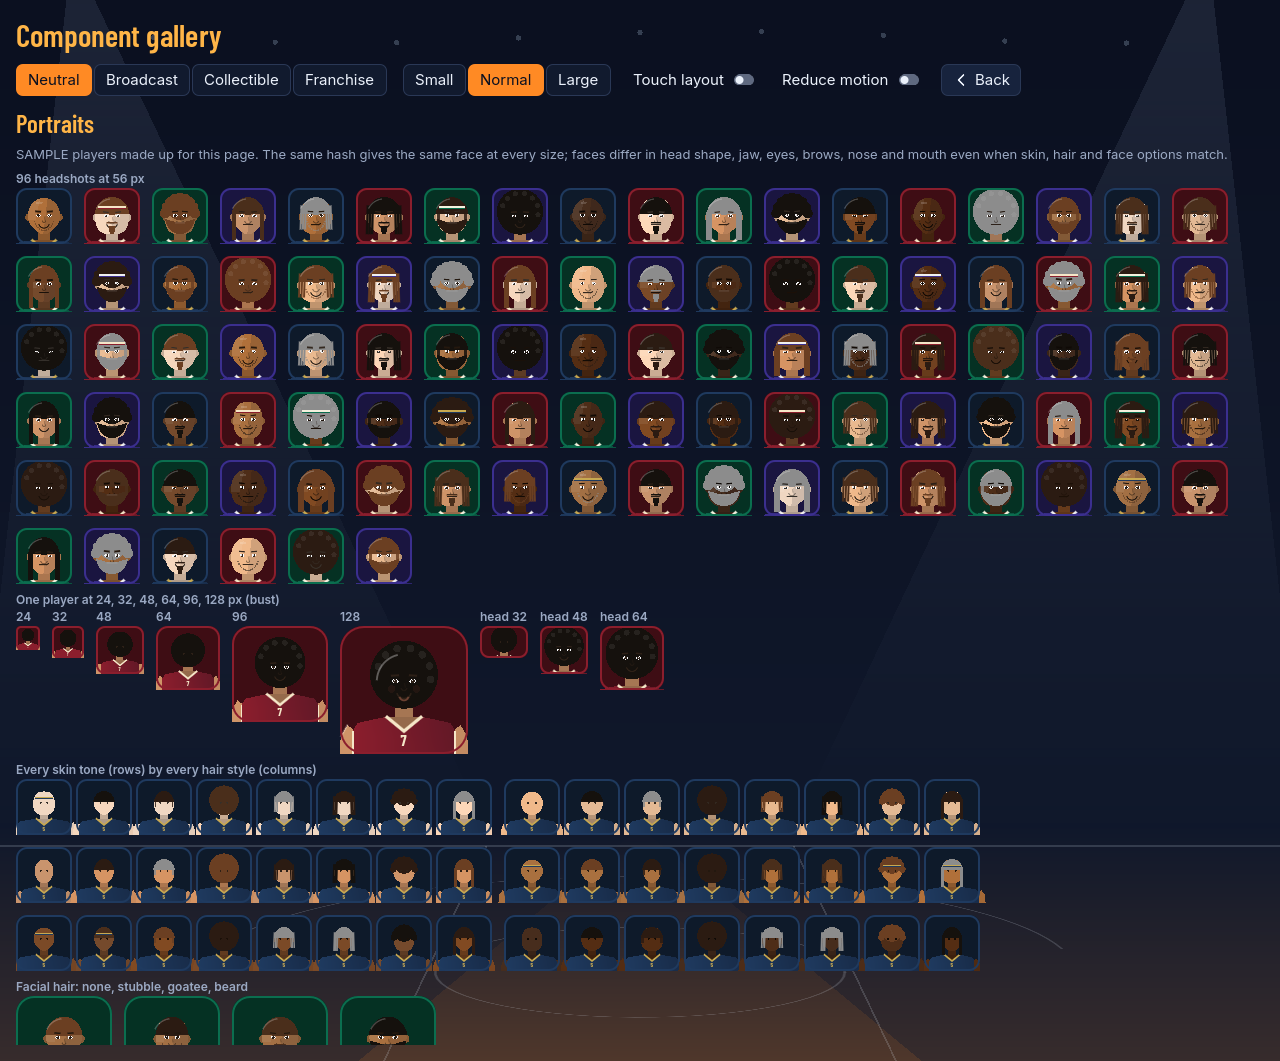 Component gallery
Neutral Broadcast Collectible Franchise Small Normal Large Touch layout Reduce motion Back
Portraits
SAMPLE players made up for this page. The same hash gives the same face at every size; faces differ in head shape, jaw, eyes, brows, nose and mouth even when skin, hair and face options match.
96 headshots at 56 px
One player at 24, 32, 48, 64, 96, 128 px (bust)
24 32 48 64 96 128 head 32 head 48 head 64
7 7 7 7
Every skin tone (rows) by every hair style (columns)
Facial hair: none, stubble, goatee, beard